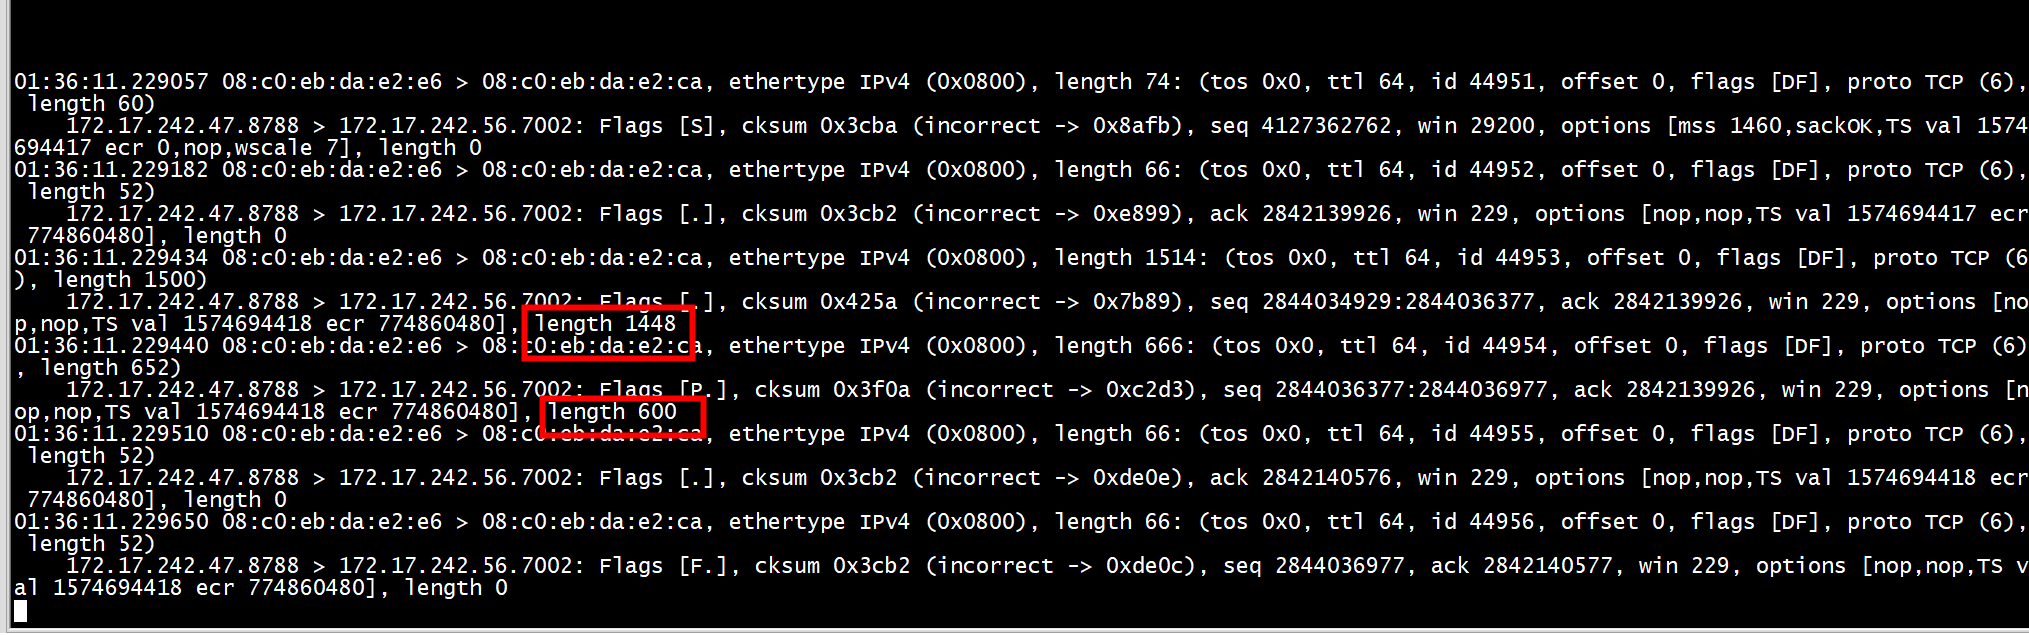 01:36:11.229057 08:c0:eb:da:e2:e6 > 08:c0:eb:da:e2:ca, ethertype IPv4 (0x0800), length 74: (tos 0x0, ttl 64, id 44951, offset 0, flags [DF], proto TCP (6),
length 60)
172.17.242.47.8788 > 172.17.242.56.7002: Flags [S], cksum 0x3cba (incorrect -> 0x8afb), seq 4127362762, win 29200, options [mss 1460,sackOK,TS val 1574
694417 ecr 0,nop,wscale 7], length 0
01:36:11.229182 08:c0:eb:da:e2:e6 > 08:c0:eb:da:e2:ca, ethertype IPv4 (0x0800), length 66: (tos 0x0, ttl 64, id 44952, offset 0, flags [DF], proto TCP (6),
length 52)
172.17.242.47.8788 > 172.17.242.56.7002: Flags [.], cksum 0x3cb2 (incorrect -> 0xe899), ack 2842139926, win 229, options [nop,nop,TS val 1574694417 ecr
774860480], length 0
01:36:11.229434 08:c0:eb:da:e2:e6 > 08:c0:eb:da:e2:ca, ethertype IPv4 (0x0800), length 1514: (tos 0x0, ttl 64, id 44953, offset 0, flags [DF], proto TCP (6
), length 1500)
172.17.242.47.8788 > 172.17.242.56.7002: Flags [.], cksum 0x425a (incorrect -> 0x7b89), seq 2844034929:2844036377, ack 2842139926, win 229, options [no
p,nop,TS val 1574694418 ecr 774860480], length 1448
01:36:11.229440 08:c0:eb:da:e2:e6 > 08:c0:eb:da:e2:ca, ethertype IPv4 (0x0800), length 666: (tos 0x0, ttl 64, id 44954, offset 0, flags [DF], proto TCP (6)
, length 652)
172.17.242.47.8788 > 172.17.242.56.7002: Flags [P.], cksum 0x3f0a (incorrect -> 0xc2d3), seq 2844036377:2844036977, ack 2842139926, win 229, options [n
op,nop,TS val 1574694418 ecr 774860480], length 600
01:36:11.229510 08:c0:eb:da:e2:e6 > 08:c0:eb:da:e2:ca, ethertype IPv4 (0x0800), length 66: (tos 0x0, ttl 64, id 44955, offset 0, flags [DF], proto TCP (6),
length 52)
172.17.242.47.8788 > 172.17.242.56.7002: Flags [.], cksum 0x3cb2 (incorrect -> 0xde0e), ack 2842140576, win 229, options [nop,nop,TS val 1574694418 ecr
774860480], length 0
01:36:11.229650 08:c0:eb:da:e2:e6 > 08:c0:eb:da:e2:ca, ethertype IPv4 (0x0800), length 66: (tos 0x0, ttl 64, id 44956, offset 0, flags [DF], proto TCP (6),
length 52)
172.17.242.47.8788 > 172.17.242.56.7002: Flags [F.], cksum 0x3cb2 (incorrect -> 0xde0c), seq 2844036977, ack 2842140577, win 229, options [nop,nop,TS v
al 1574694418 ecr 774860480], length 0